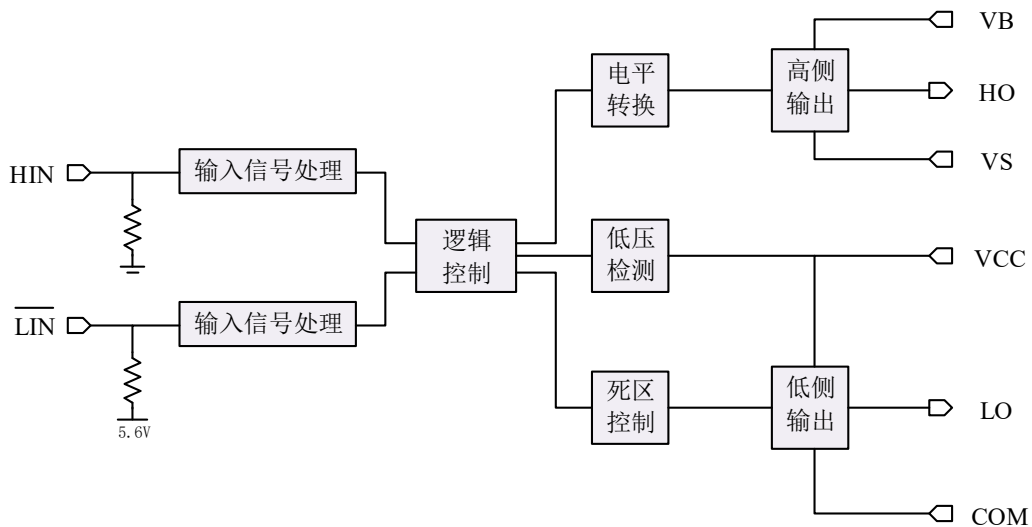 VB
电平
转换
高侧
输出
HO
VS
HIN
输入信号处理
逻辑
控制
低压
检测
VCC
LIN
输入信号处理
5.6V
死区
控制
低侧
输出
LO
COM